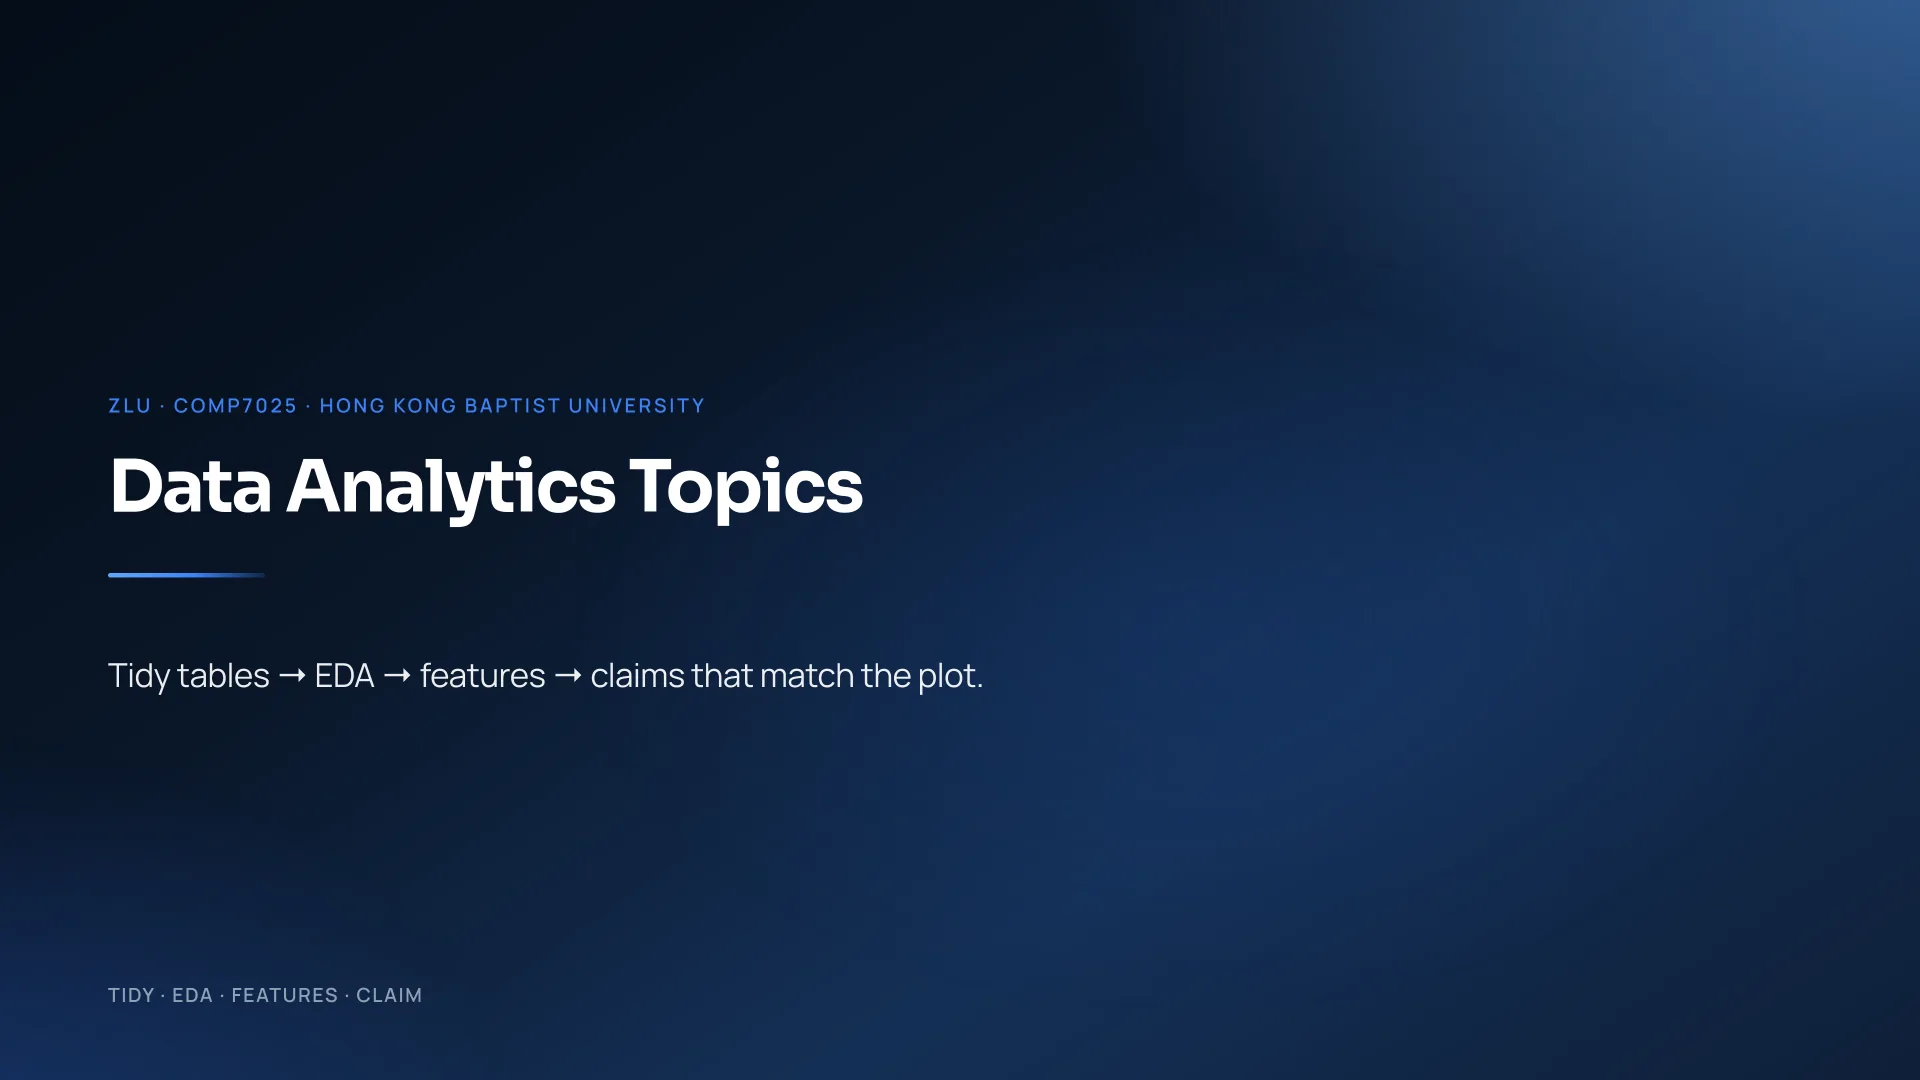 ZLU · COMP7025 · HONG KONG BAPTIST UNIVERSITY
Data Analytics Topics
Tidy tables → EDA → features → claims that match the plot.
TIDY · EDA · FEATURES · CLAIM